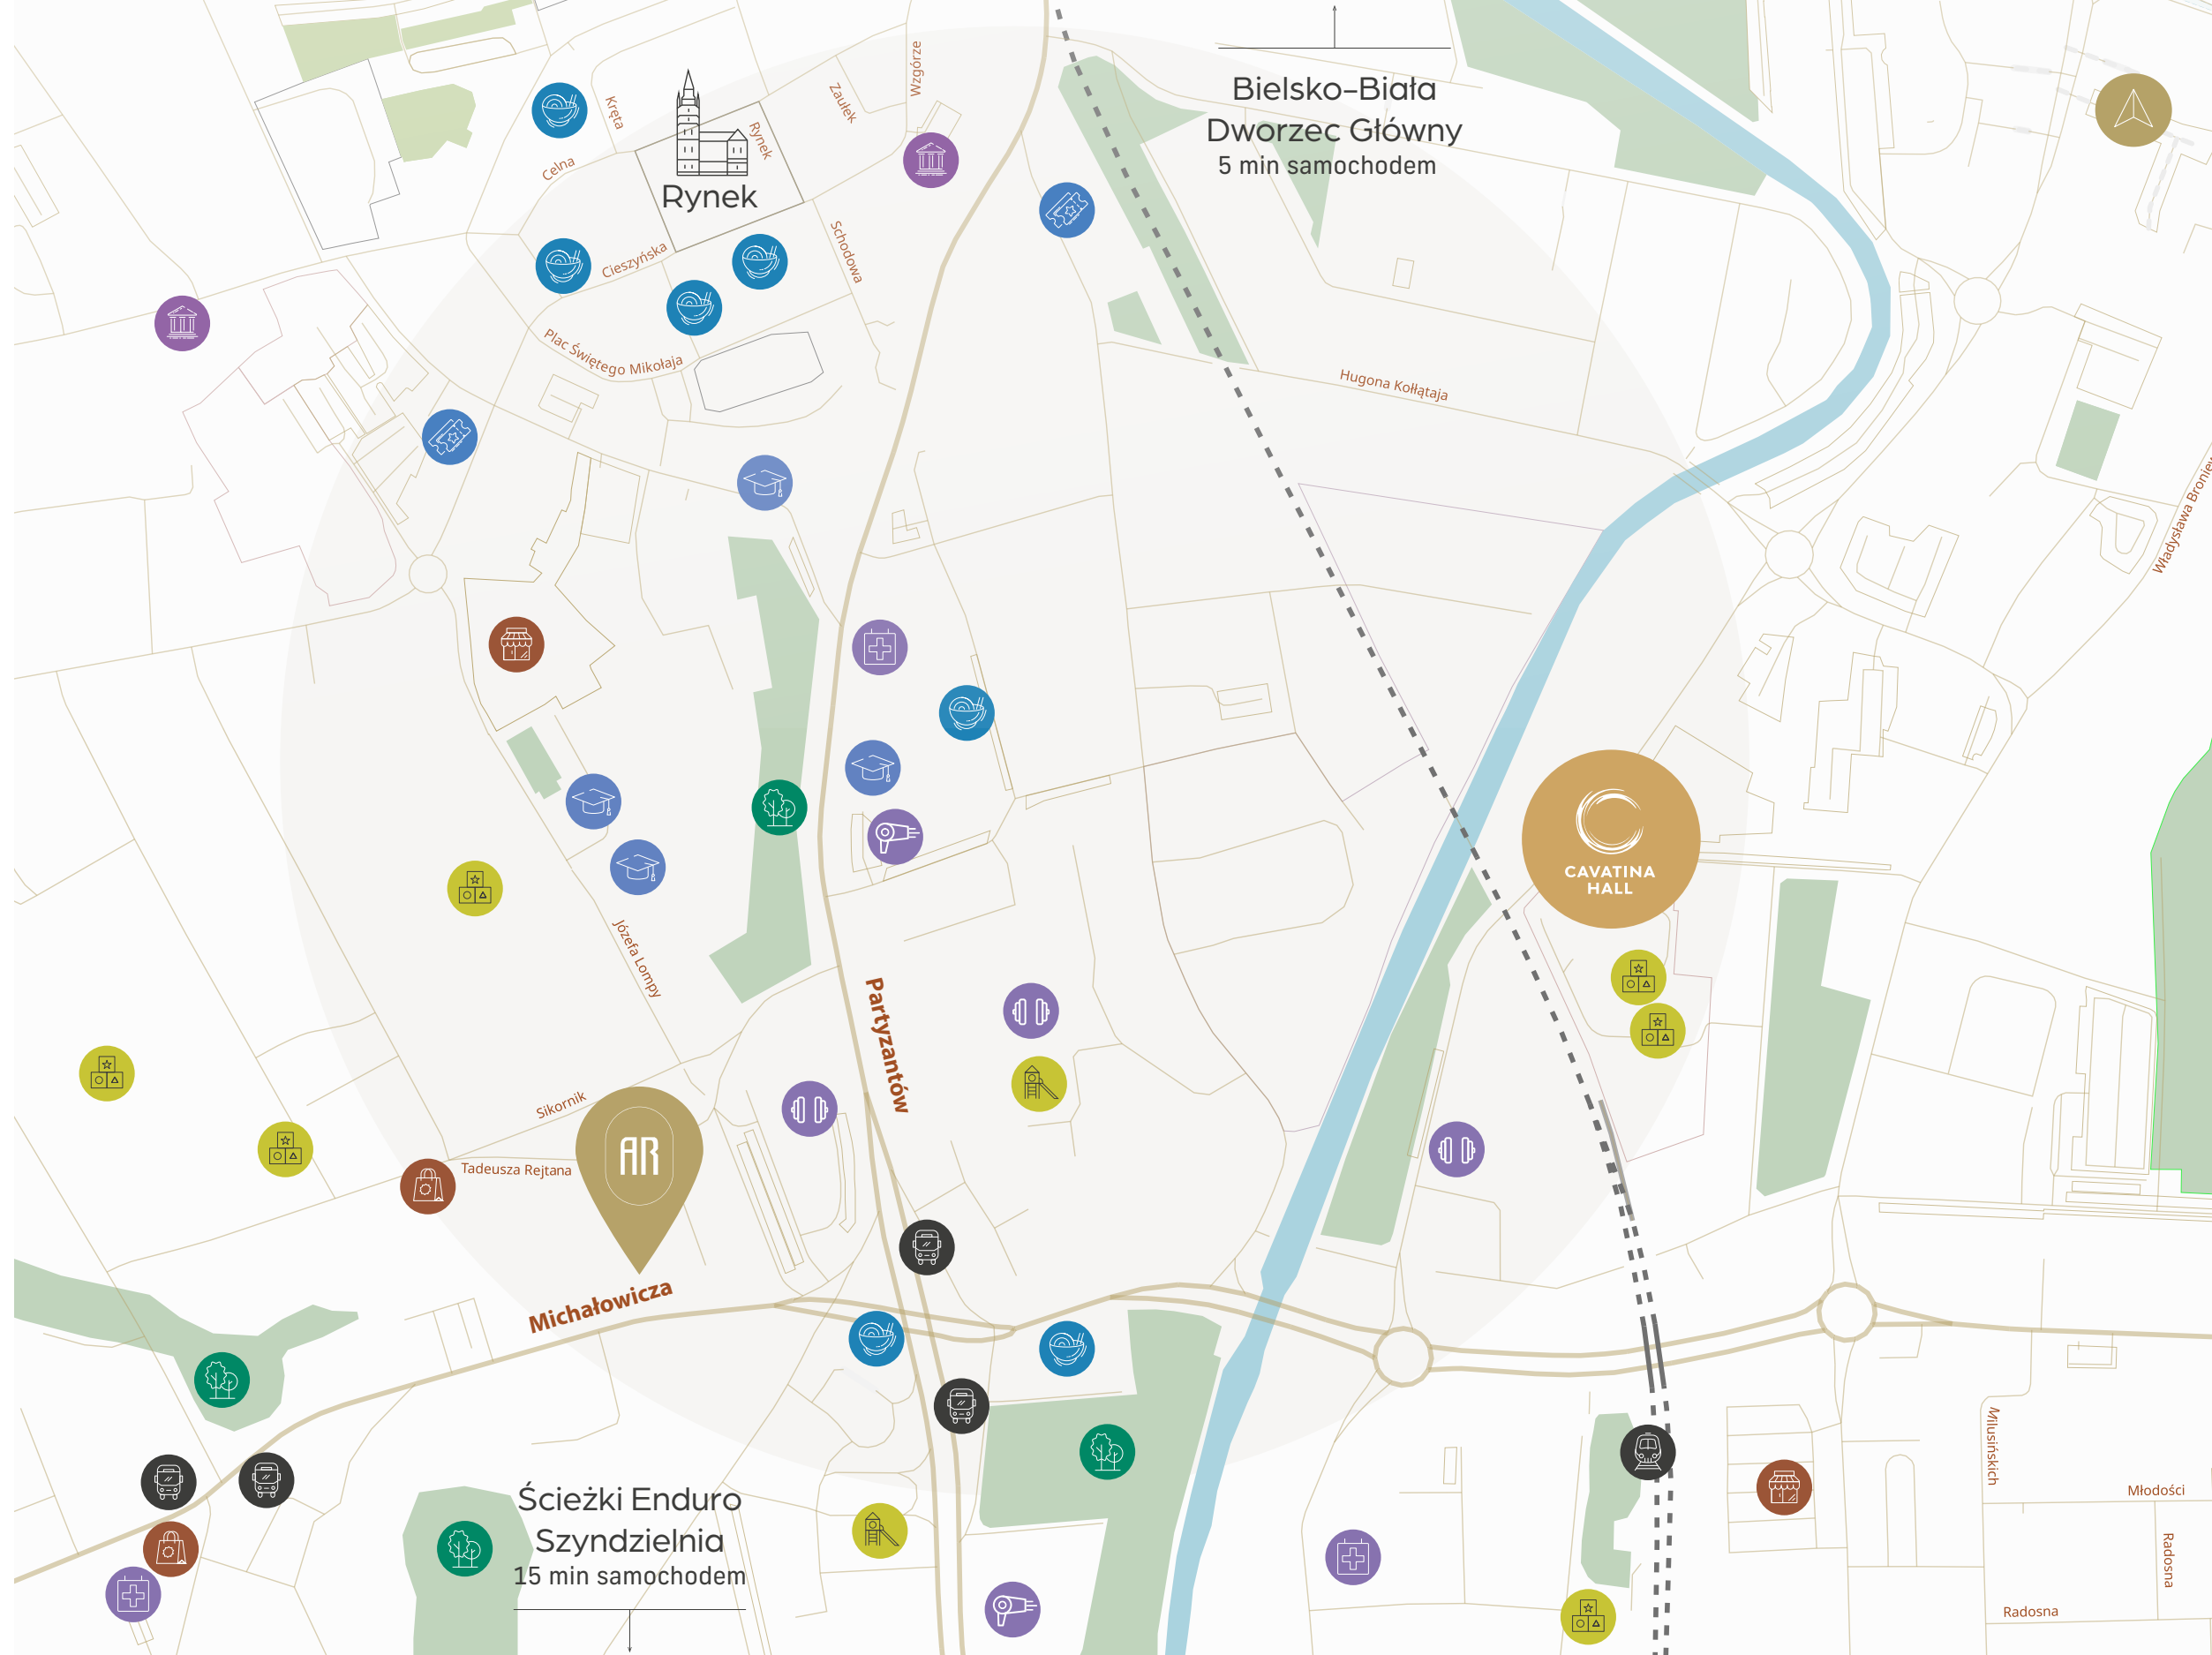 Bielsko-Biała
Dworzec Główny
5 min samochodem
Wzgórze
Zaułek
Kręta
Rynek
Celna
Rynek
Schodowa
Cieszyńska
Plac Świętego Mikołaja
Hugona Kołłątaja
CAVATINA
HALL
Józefa Lompy
Partyzantów
Sikornik
Tadeusza Rejtana
AR
Michałowicza
Ścieżki Enduro
Szyndzielnia
15 min samochodem
Milusińskich
Młodości
Radosna
Radosna
Władysława